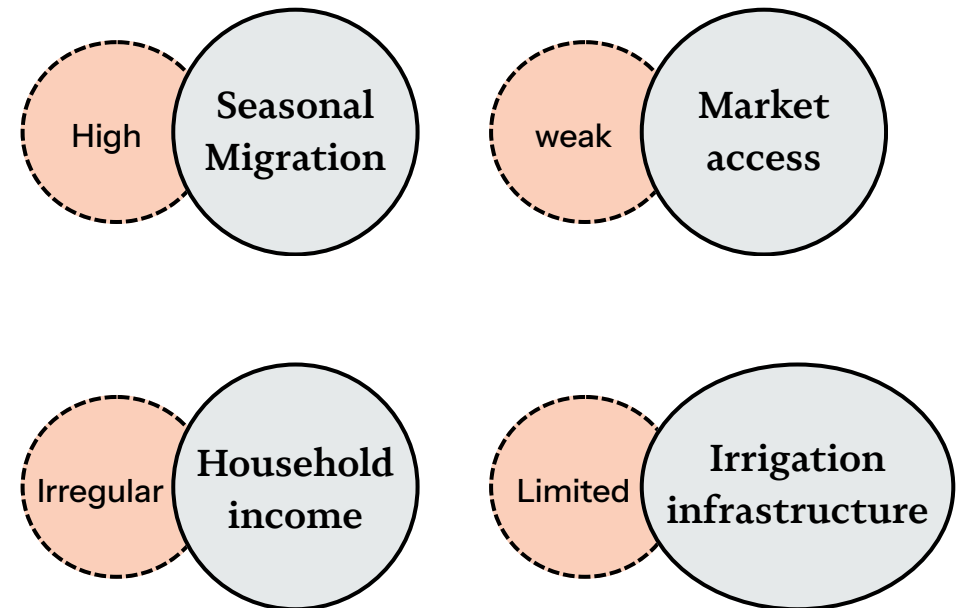 High
Seasonal
Migration
weak
Market
access
Irregular
Household
income
Limited
Irrigation
infrastructure